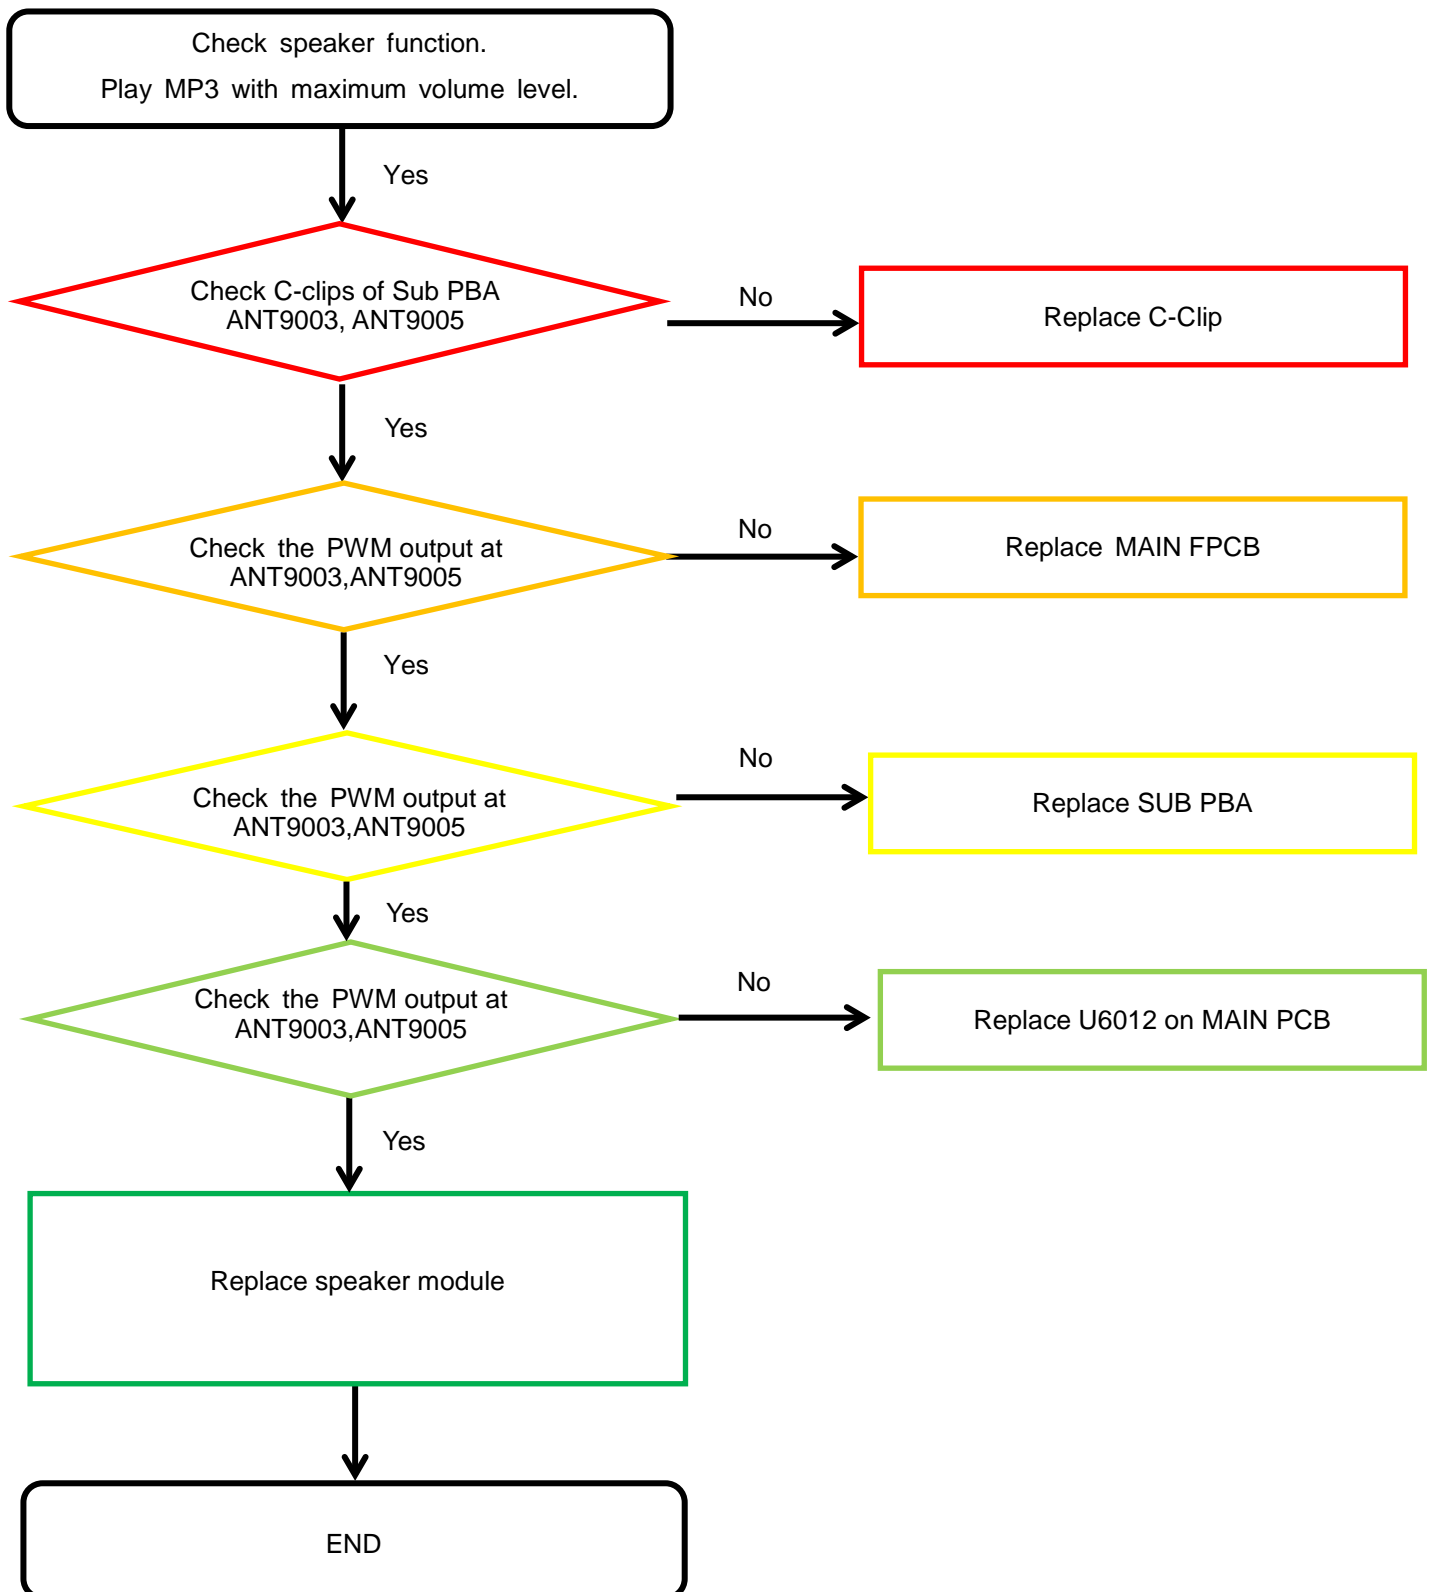 Check speaker function.
Play MP3 with maximum volume level.
Yes
Check C-clips of Sub PBA
ANT9003, ANT9005
No
Replace C-Clip
Yes
Check the PWM output at
ANT9003,ANT9005
No
Replace MAIN FPCB
Yes
Check the PWM output at
ANT9003,ANT9005
No
Replace SUB PBA
Yes
Check the PWM output at
ANT9003,ANT9005
No
Replace U6012 on MAIN PCB
Yes
Replace speaker module
END